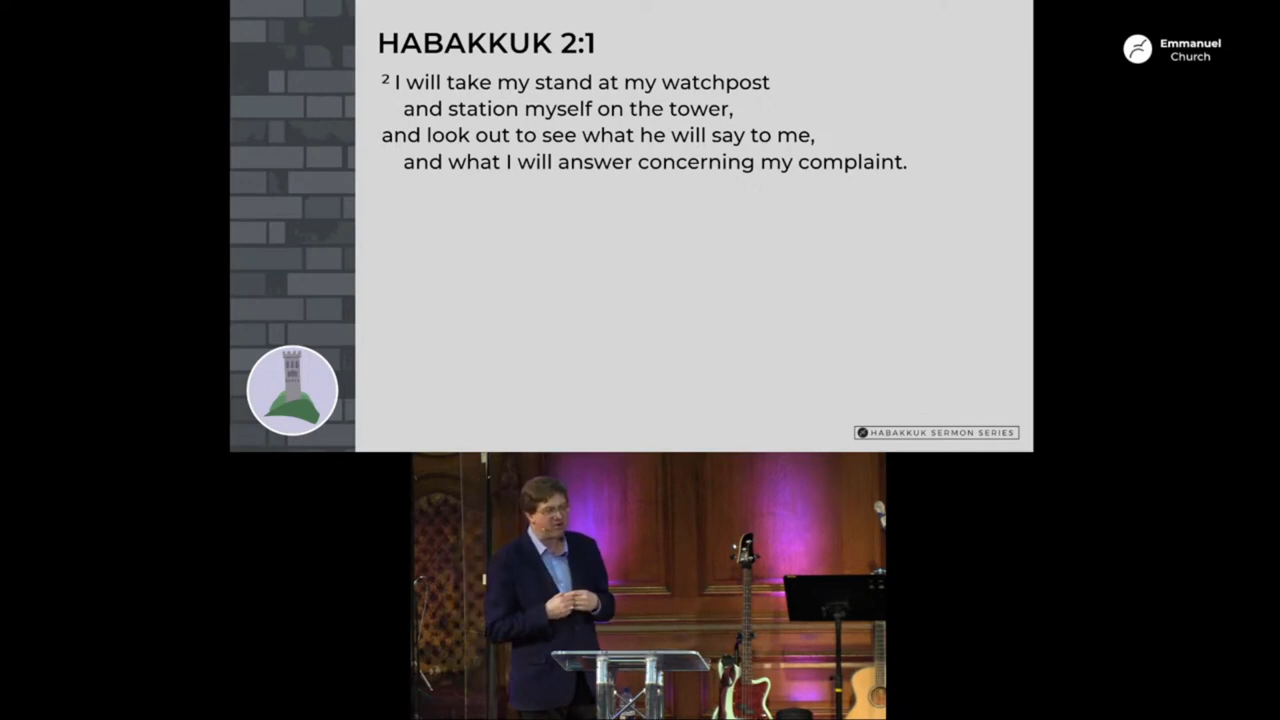 HABAKKUK 2:1
² I will take my stand at my watchpost
and station myself on the tower,
and look out to see what he will say to me,
and what I will answer concerning my complaint.
HABAKKUK SERMON SERIES
Emmanuel
Church